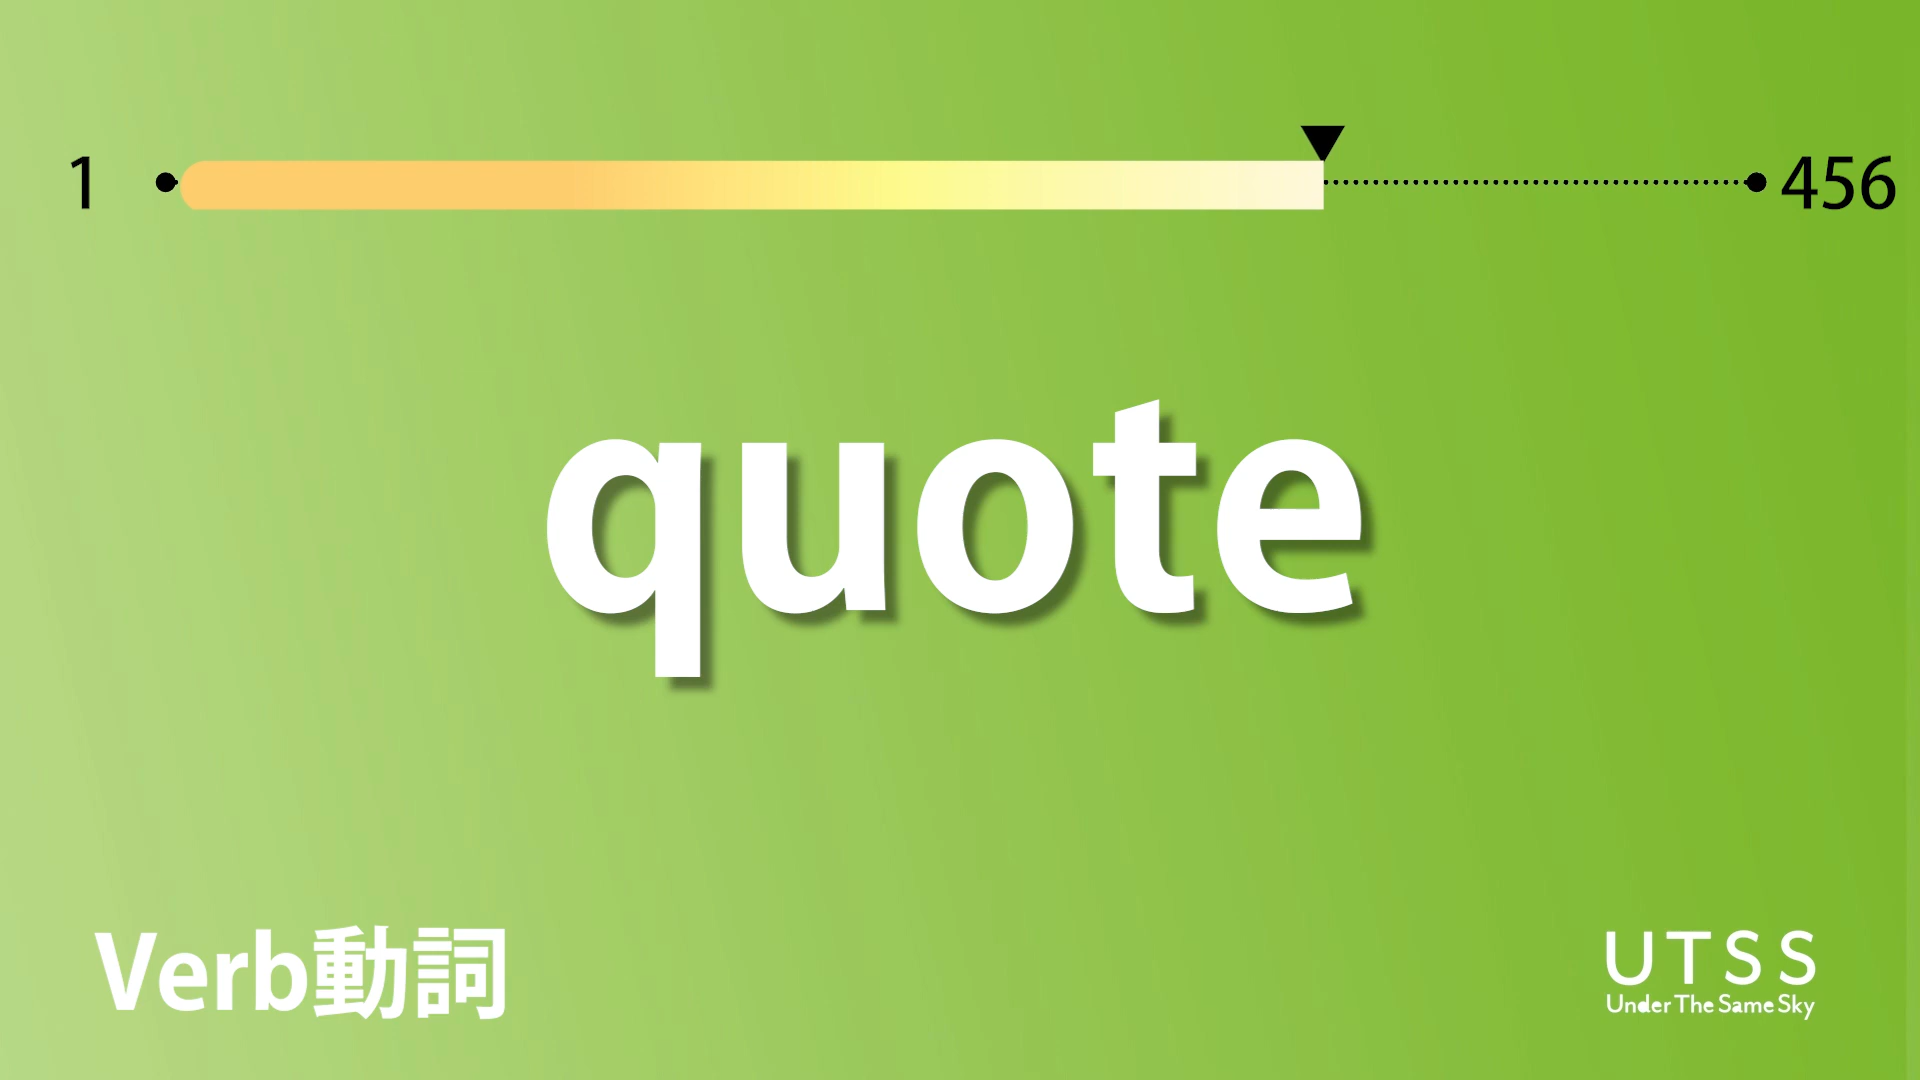 1
456
quote
Verb動詞
UTSS
Under The Same Sky